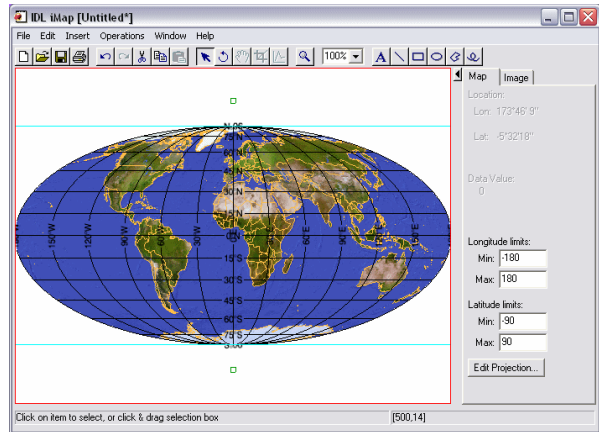 IDL iMap [Untitled*]
File Edit Insert Operations Window Help
100%
A
Map Image
Location:
Lon: 173°46' 9"
Lat: -5°32'18"
Data Value:
0
Longitude limits:
Min: -180
Max: 180
Latitude limits:
Min: -90
Max: 90
Edit Projection...
75 N
60 N
45 N
30 N
15 N
150 W
120 W
90 W
60 W
30 W
30 E
60 E
90 E
120 E
150 E
15 S
30 S
45 S
60 S
75 S
Click on item to select, or click & drag selection box
[500,14]